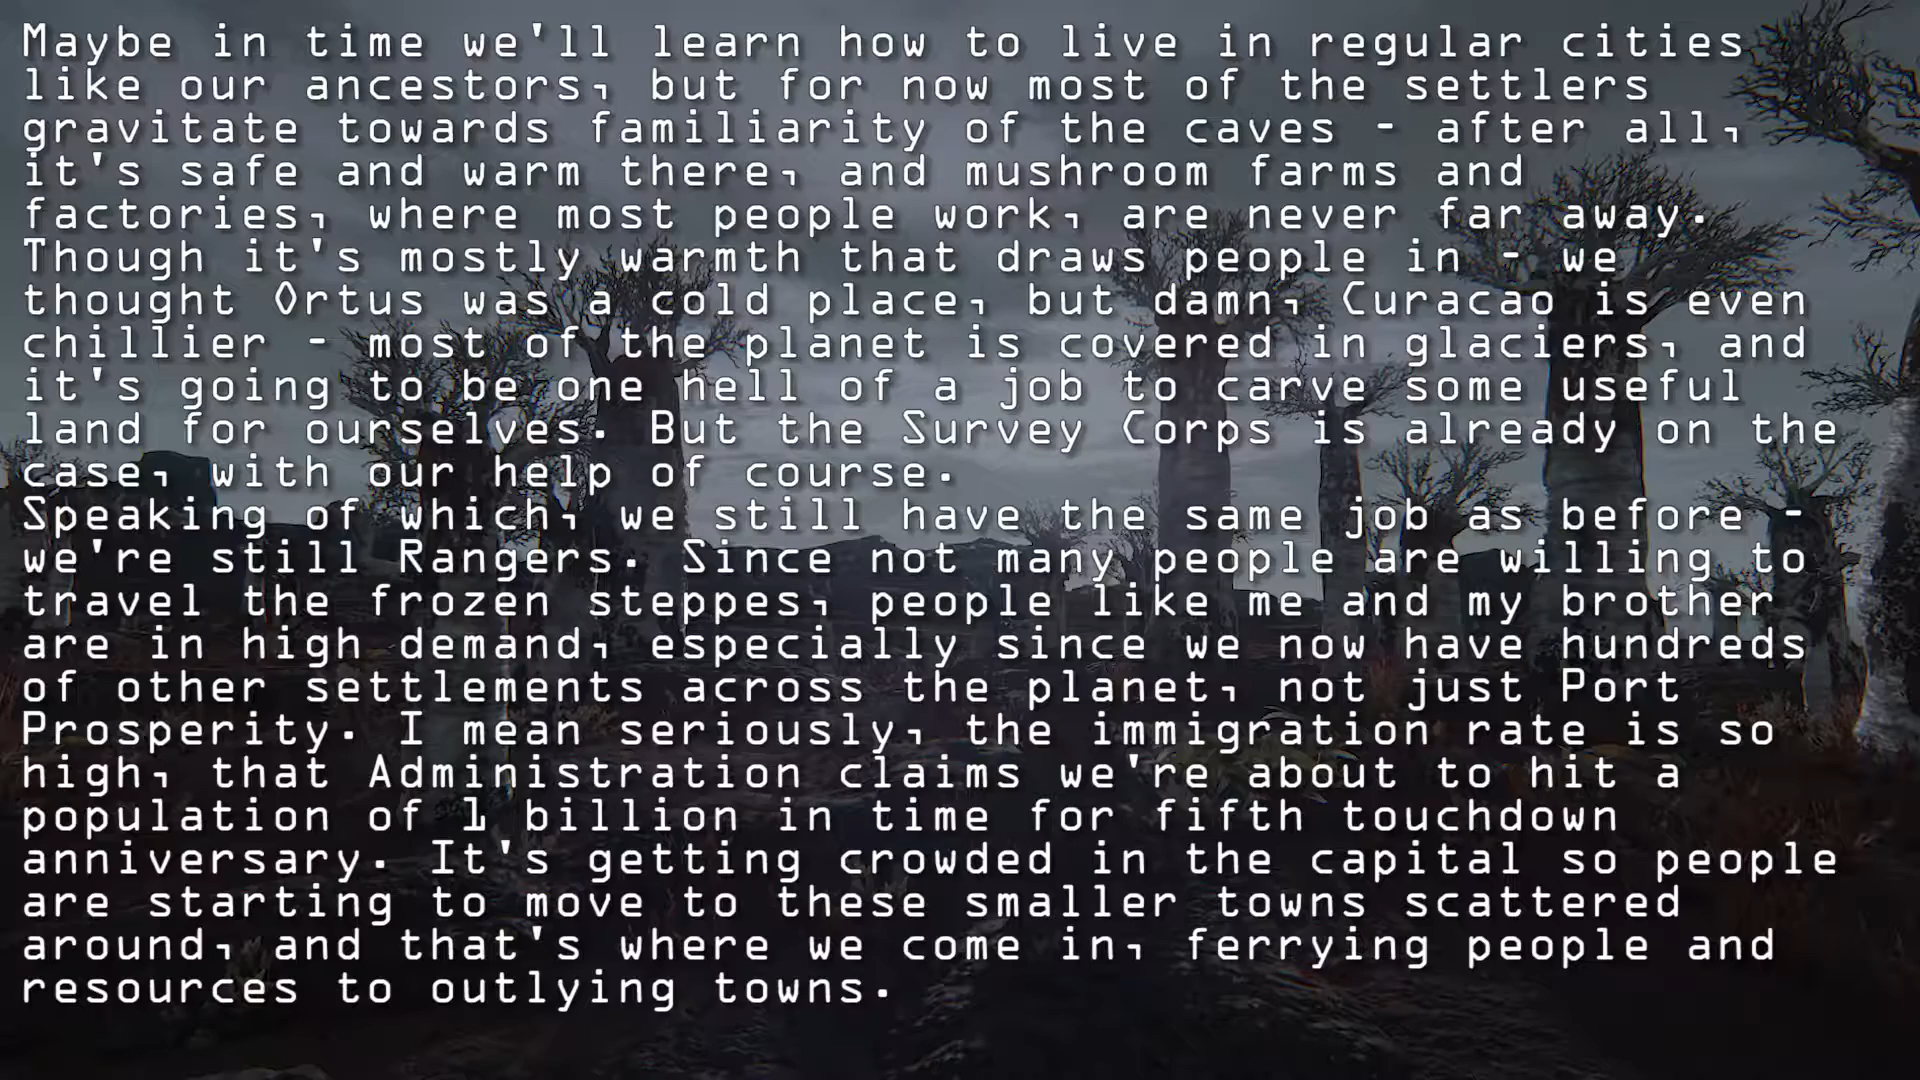 Maybe in time we'll learn how to live in regular cities
like our ancestors, but for now most of the settlers
gravitate towards familiarity of the caves - after all,
it's safe and warm there, and mushroom farms and
factories, where most people work, are never far away.
Though it's mostly warmth that draws people in - we
thought Ortus was a cold place, but damn, Curacao is even
chillier - most of the planet is covered in glaciers, and
it's going to be one hell of a job to carve some useful
land for ourselves. But the Survey Corps is already on the
case, with our help of course.
Speaking of which, we still have the same job as before -
we're still Rangers. Since not many people are willing to
travel the frozen steppes, people like me and my brother
are in high demand, especially since we now have hundreds
of other settlements across the planet, not just Port
Prosperity. I mean seriously, the immigration rate is so
high, that Administration claims we're about to hit a
population of 1 billion in time for fifth touchdown
anniversary. It's getting crowded in the capital so people
are starting to move to these smaller towns scattered
around, and that's where we come in, ferrying people and
resources to outlying towns.